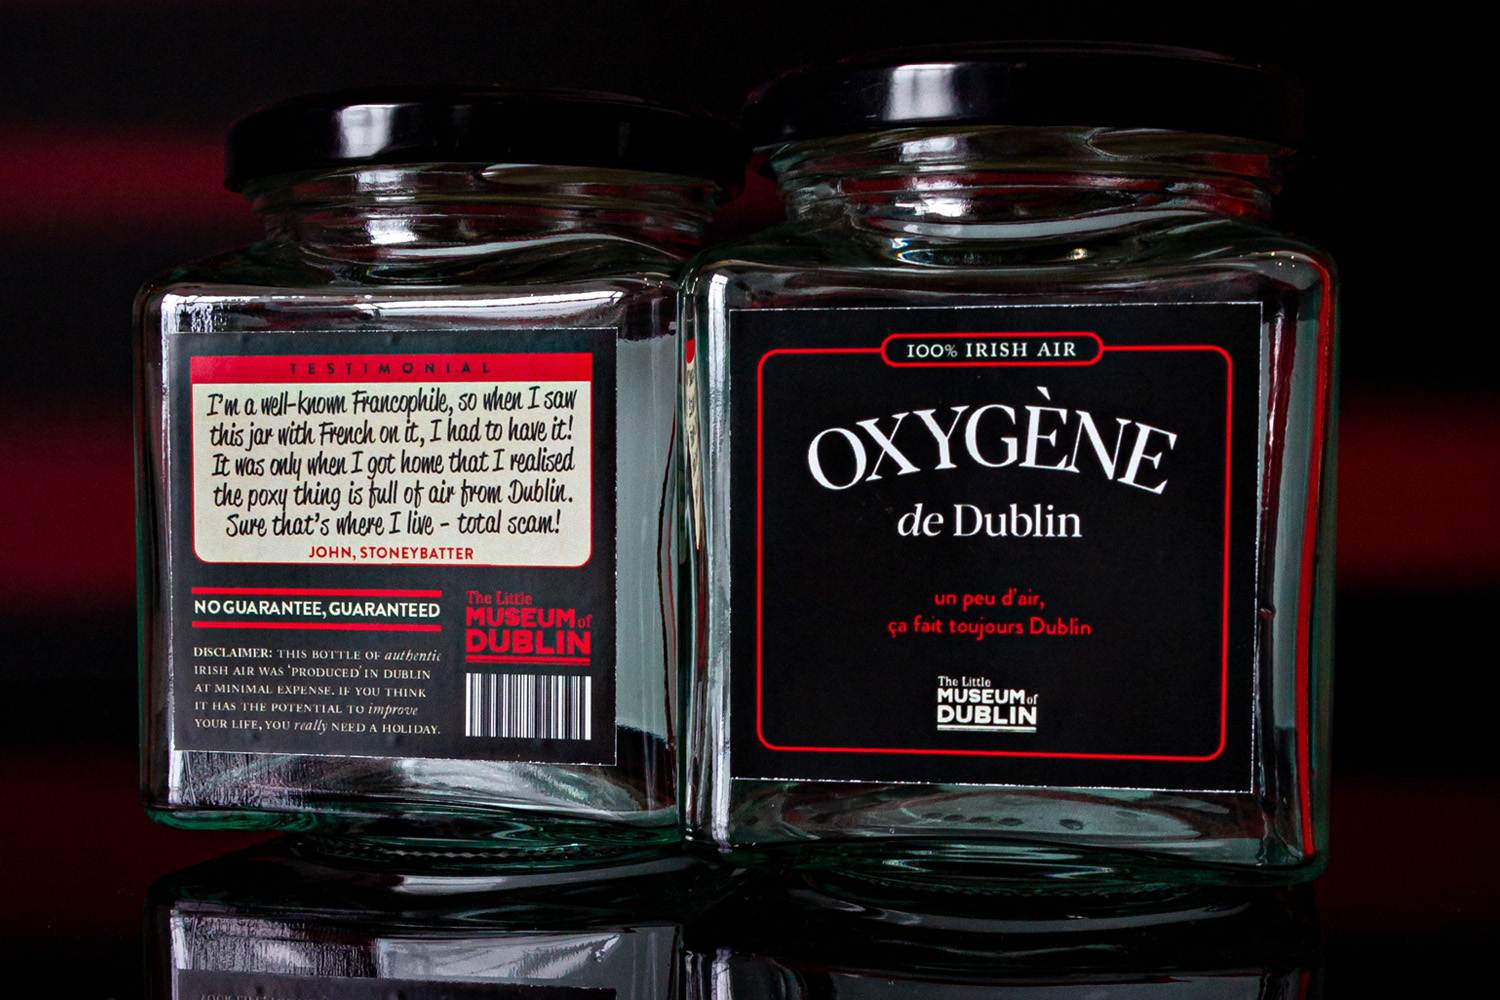 TESTIMONIAL
I'm a well-known Francophile, so when I saw
this jar with French on it, I had to have it!
It was only when I got home that I realised
the poxy thing is full of air from Dublin.
Sure that's where I live - total scam!
JOHN, STONEYBATTER
NO GUARANTEE, GUARANTEED
DISCLAIMER: THIS BOTTLE OF authentic
IRISH AIR WAS 'PRODUCED' IN DUBLIN
AT MINIMAL EXPENSE. IF YOU THINK
IT HAS THE POTENTIAL TO improve
YOUR LIFE, YOU really NEED A HOLIDAY.
The Little
MUSEUM of
DUBLIN
100% IRISH AIR
OXYGÈNE
de Dublin
un peu d'air,
ça fait toujours Dublin
The Little
MUSEUM of
DUBLIN